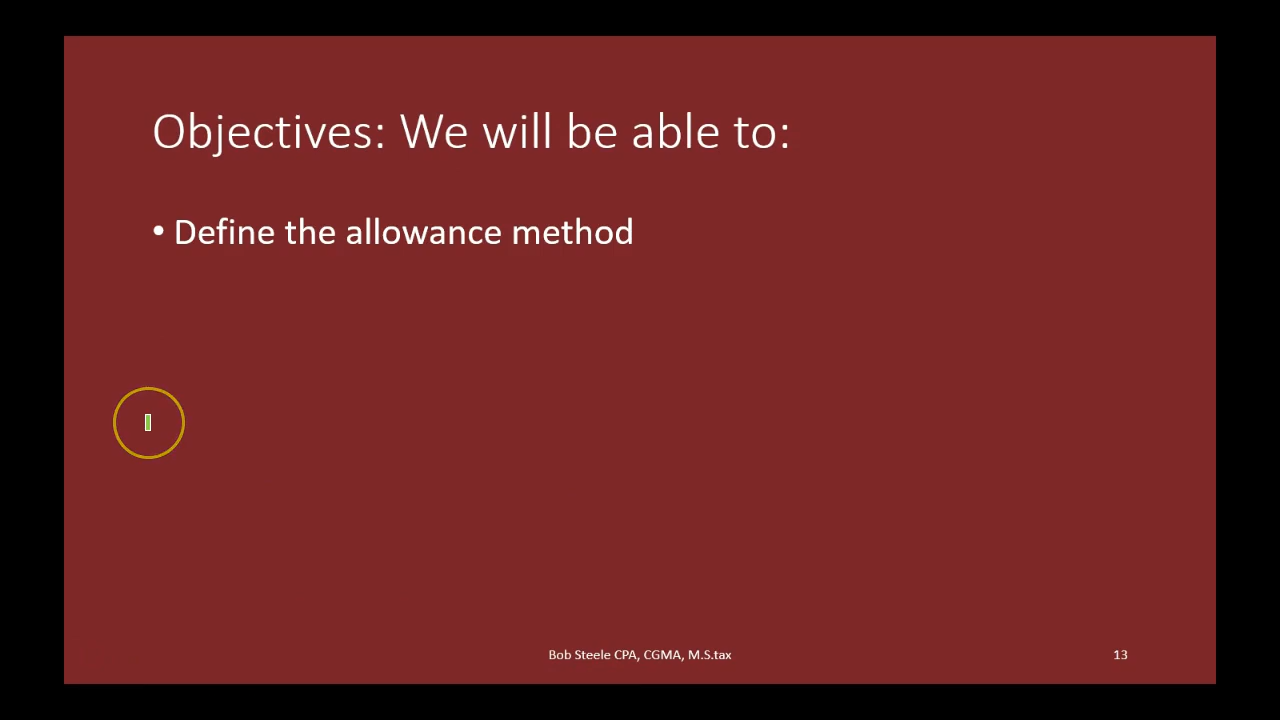 Objectives: We will be able to:
• Define the allowance method
Bob Steele CPA, CGMA, M.S.tax
13